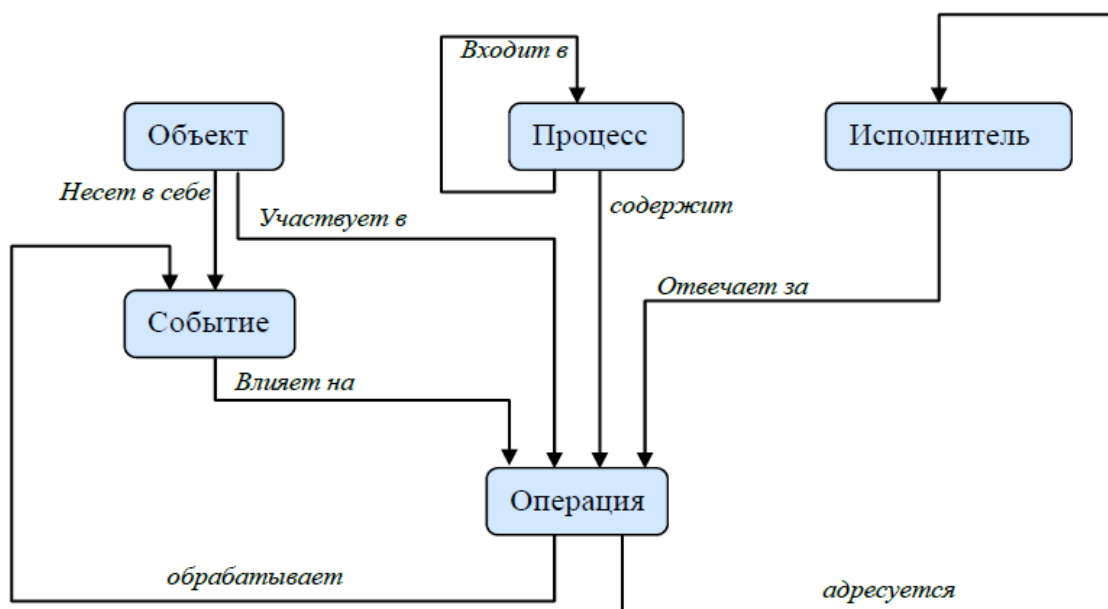 Входит в
Объект
Процесс
Исполнитель
Несет в себе
содержит
Участвует в
Отвечает за
Событие
Влияет на
Операция
обрабатывает
адресуется